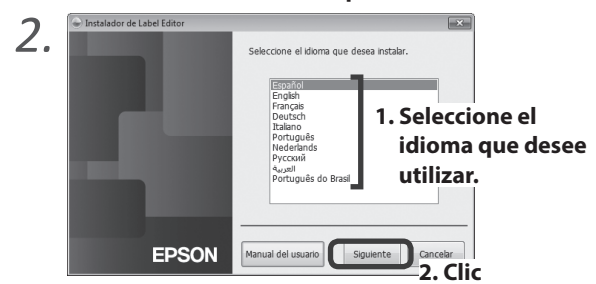 2.
Instalador de Label Editor
Seleccione el idioma que desea instalar.
Español
English
Français
Deutsch
Italiano
Português
Nederlands
Русский
العربية
Português do Brasil
1. Seleccione el
idioma que desee
utilizar.
EPSON
Manual del usuario
Siguiente
Cancelar
2. Clic